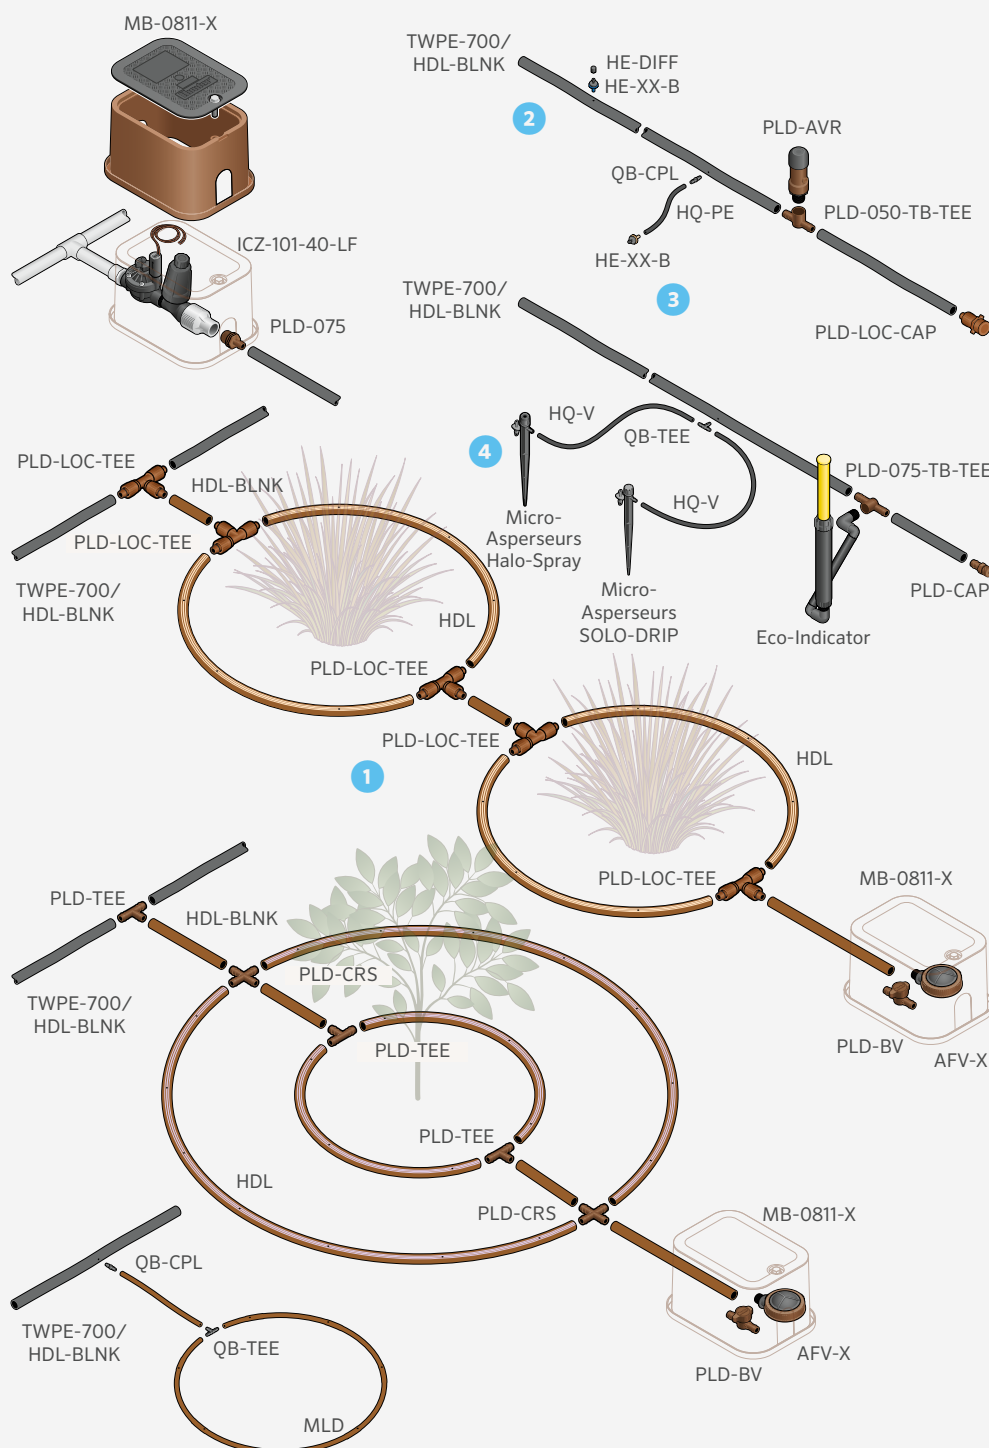 MB-0811-X
TWPE-700/
HDL-BLNK
HE-DIFF
HE-XX-B
2
PLD-AVR
QB-CPL
HQ-PE
PLD-050-TB-TEE
HE-XX-B
ICZ-101-40-LF
TWPE-700/
HDL-BLNK
3
PLD-075
PLD-LOC-CAP
HQ-V
QB-TEE
4
PLD-LOC-TEE
HDL-BLNK
PLD-075-TB-TEE
HQ-V
Micro-
Asperseurs
Halo-Spray
PLD-LOC-TEE
TWPE-700/
HDL-BLNK
Micro-
Asperseurs
SOLO-DRIP
PLD-CAP
HDL
Eco-Indicator
PLD-LOC-TEE
PLD-LOC-TEE
HDL
1
PLD-LOC-TEE
MB-0811-X
PLD-TEE
HDL-BLNK
PLD-CRS
TWPE-700/
HDL-BLNK
PLD-TEE
PLD-BV
AFV-X
PLD-TEE
HDL
PLD-CRS
MB-0811-X
QB-CPL
TWPE-700/
HDL-BLNK
QB-TEE
AFV-X
PLD-BV
MLD